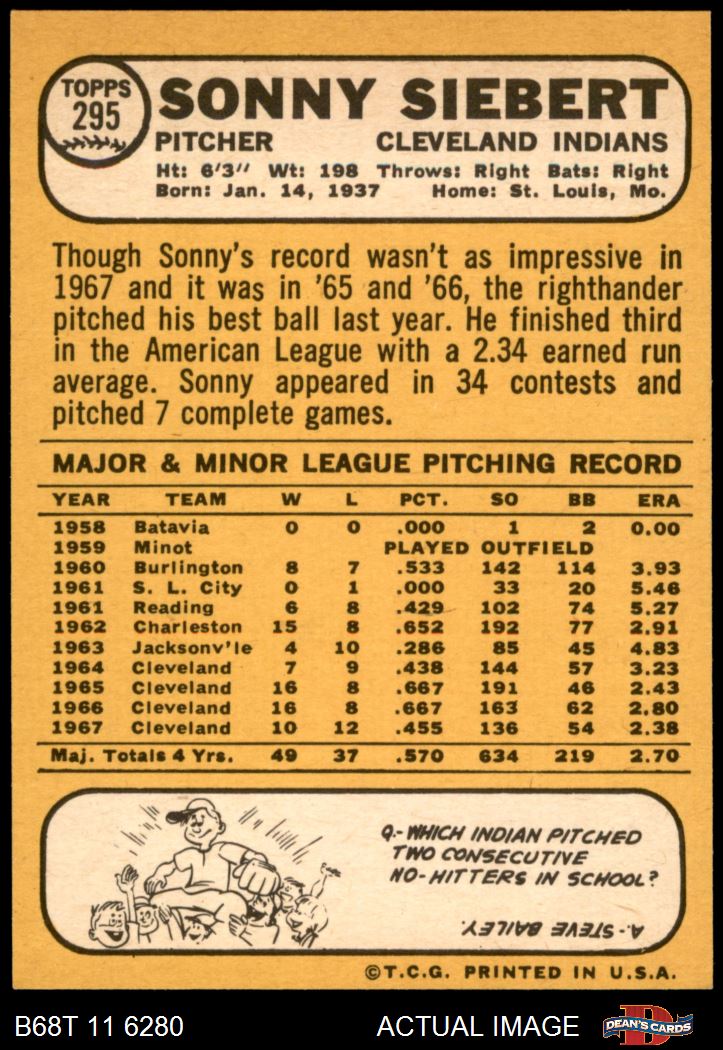 TOPPS
295
SONNY SIEBERT
PITCHER CLEVELAND INDIANS
Ht: 6'3" Wt: 198 Throws: Right Bats: Right
Born: Jan. 14, 1937 Home: St. Louis, Mo.
Though Sonny's record wasn't as impressive in
1967 and it was in '65 and '66, the righthander
pitched his best ball last year. He finished third
in the American League with a 2.34 earned run
average. Sonny appeared in 34 contests and
pitched 7 complete games.
MAJOR & MINOR LEAGUE PITCHING RECORD
YEAR TEAM W L PCT. SO BB ERA
1958 Batavia 0 0 .000 1 2 0.00
1959 Minot PLAYED OUTFIELD
1960 Burlington 8 7 .533 142 114 3.93
1961 S. L. City 0 1 .000 33 20 5.46
1961 Reading 6 8 .429 102 74 5.27
1962 Charleston 15 8 .652 192 77 2.91
1963 Jacksonv'le 4 10 .286 85 45 4.83
1964 Cleveland 7 9 .438 144 57 3.23
1965 Cleveland 16 8 .667 191 46 2.43
1966 Cleveland 16 8 .667 163 62 2.80
1967 Cleveland 10 12 .455 136 54 2.38
Maj. Totals 4 Yrs. 49 37 .570 634 219 2.70
Q.- WHICH INDIAN PITCHED
TWO CONSECUTIVE
NO-HITTERS IN SCHOOL?
A.- STEVE BAILEY.
©T.C.G. PRINTED IN U.S.A.
B68T 11 6280 ACTUAL IMAGE
D
DEAN'S CARDS